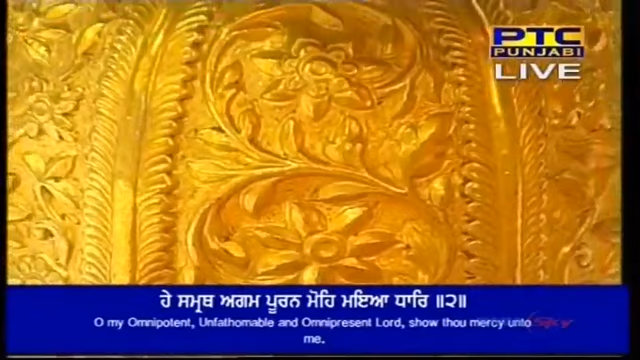 PTC
PUNJABI
LIVE
ਹੇ ਸਮ੍ਰਥ ਅਗਮ ਪੂਰਨ ਮੋਹਿ ਮਇਆ ਧਾਰਿ ॥੨॥
O my Omnipotent, Unfathomable and Omnipresent Lord, show thou mercy unto
me.